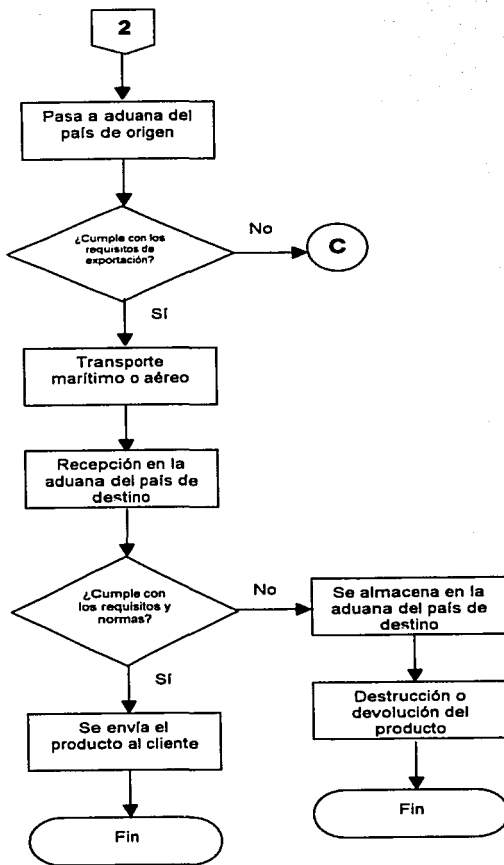 2
Pasa a aduana del
país de origen
¿Cumple con los
requisitos de
exportación?
No
C
Sí
Transporte
marítimo o aéreo
Recepción en la
aduana del país de
destino
¿Cumple con
los requisitos y
normas?
No
Se almacena en la
aduana del país de
destino
Sí
Se envía el
producto al cliente
Destrucción o
devolución del
producto
Fin
Fin